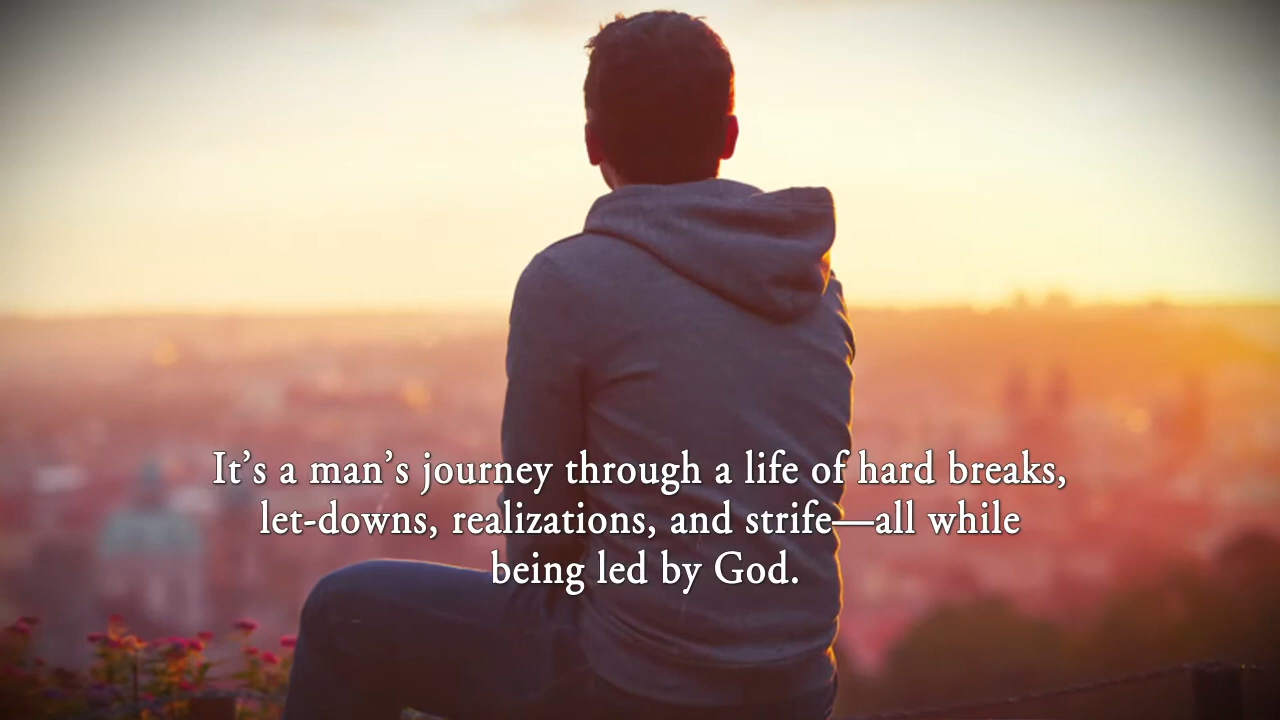 It’s a man’s journey through a life of hard breaks,
let-downs, realizations, and strife—all while
being led by God.